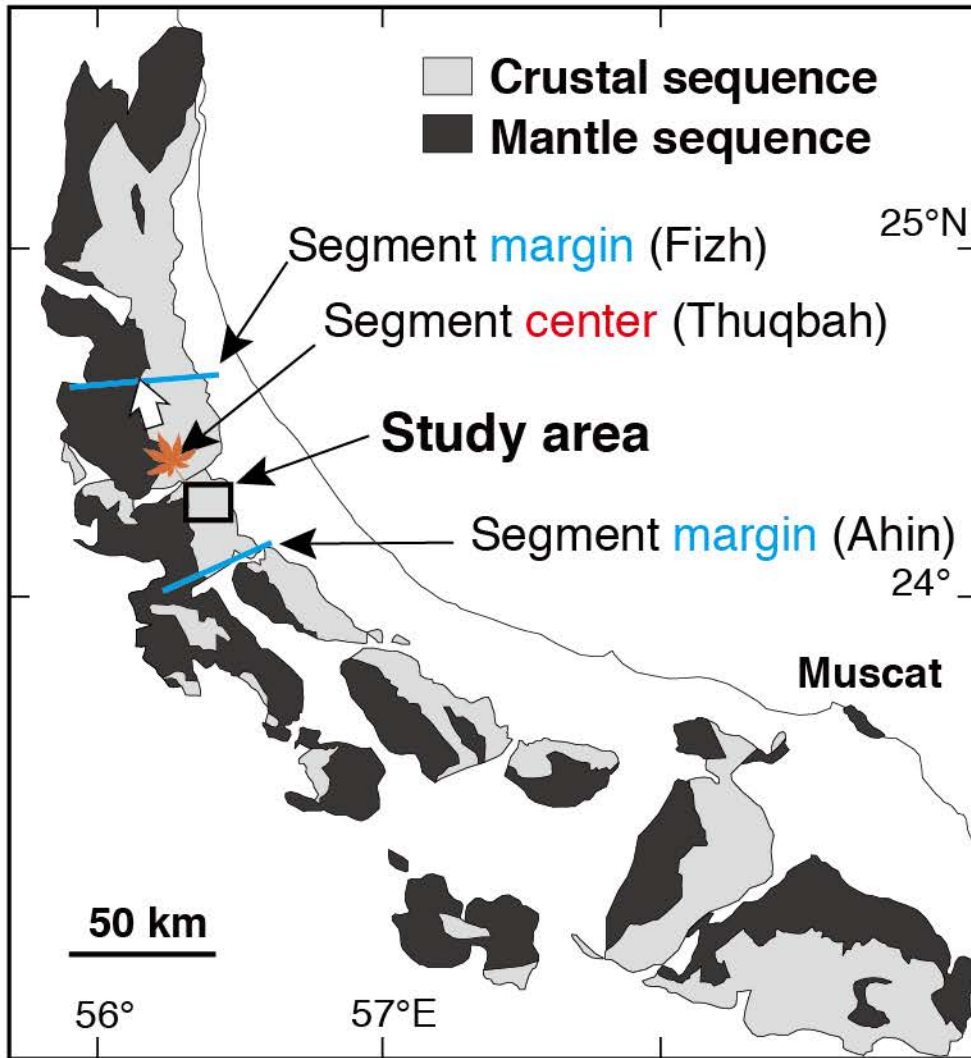 Crustal sequence
Mantle sequence
25°N
Segment margin (Fizh)
Segment center (Thuqbah)
Study area
Segment margin (Ahin)
24°
Muscat
50 km
56°
57°E